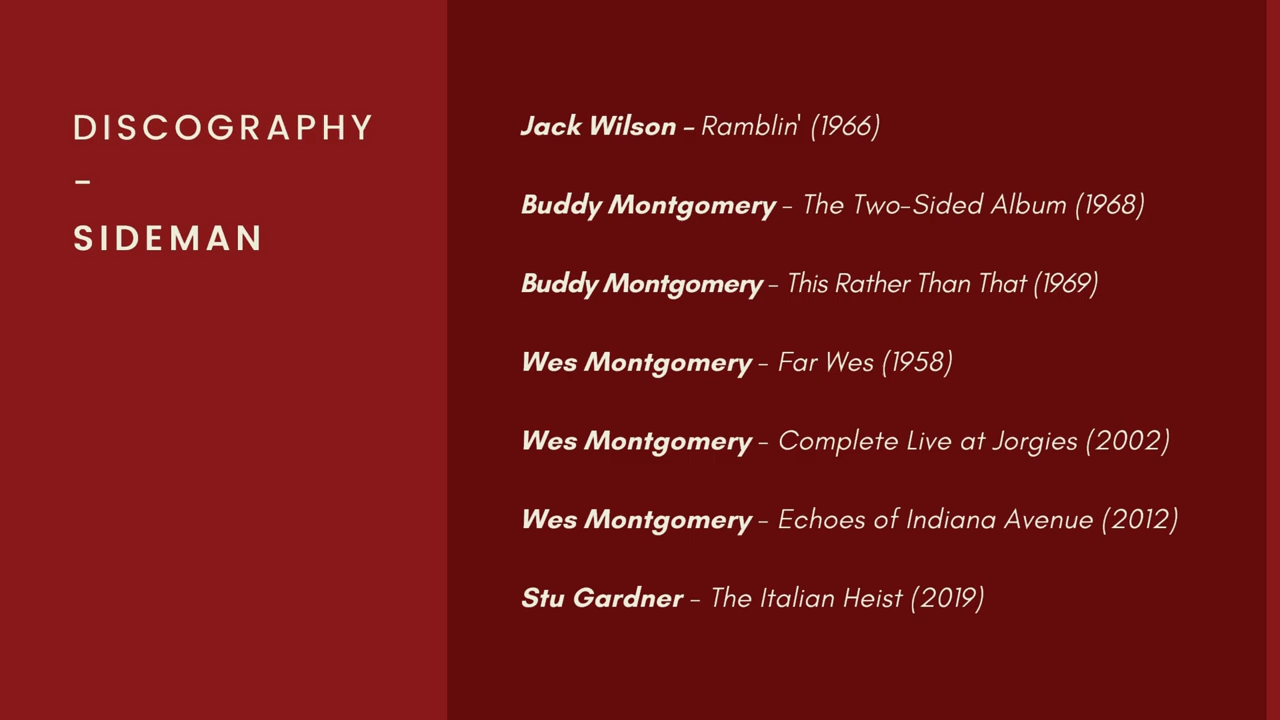 DISCOGRAPHY
–
SIDEMAN
Jack Wilson – Ramblin' (1966)
Buddy Montgomery – The Two-Sided Album (1968)
Buddy Montgomery – This Rather Than That (1969)
Wes Montgomery – Far Wes (1958)
Wes Montgomery – Complete Live at Jorgies (2002)
Wes Montgomery – Echoes of Indiana Avenue (2012)
Stu Gardner – The Italian Heist (2019)